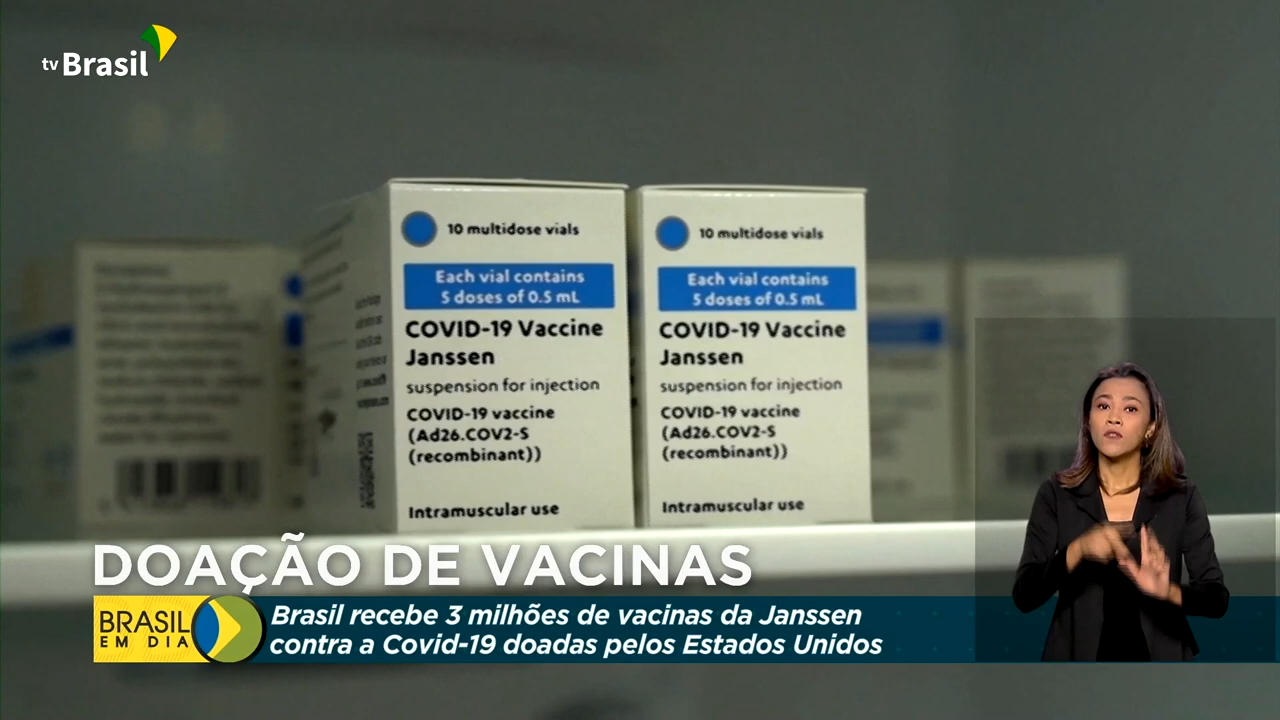 tv Brasil
10 multidose vials
Each vial contains
5 doses of 0.5 mL
COVID-19 Vaccine
Janssen
suspension for injection
COVID-19 vaccine
(Ad26.COV2-S
(recombinant))
Intramuscular use
10 multidose vials
Each vial contains
5 doses of 0.5 mL
COVID-19 Vaccine
Janssen
suspension for injection
COVID-19 vaccine
(Ad26.COV2-S
(recombinant))
Intramuscular use
DOAÇÃO DE VACINAS
BRASIL
EM DIA
Brasil recebe 3 milhões de vacinas da Janssen
contra a Covid-19 doadas pelos Estados Unidos